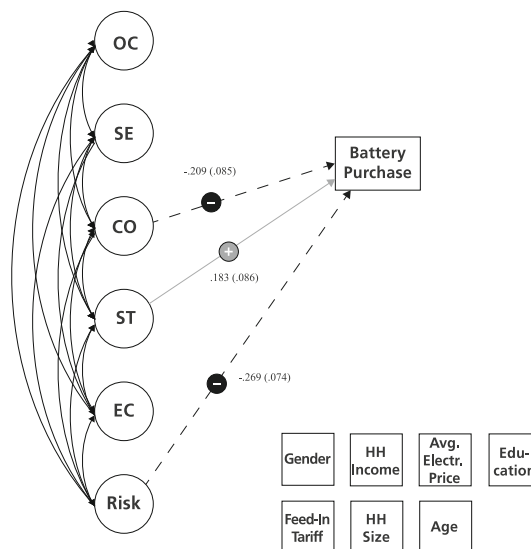 OC
SE
CO
ST
EC
Risk
-.209 (.085)
−
+
.183 (.086)
−
-.269 (.074)
Battery
Purchase
Gender
HH
Income
Avg.
Electr.
Price
Edu-
cation
Feed-In
Tariff
HH
Size
Age